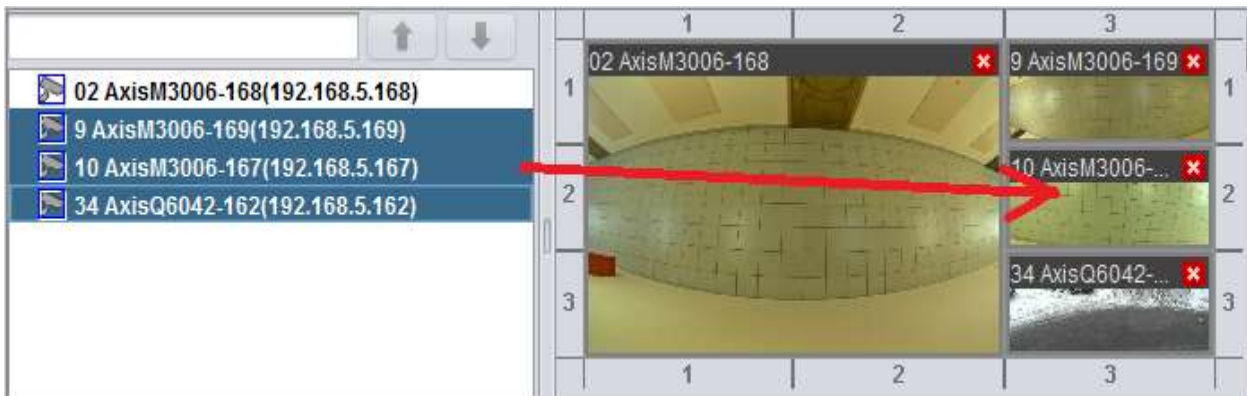 02 AxisM3006-168(192.168.5.168)
9 AxisM3006-169(192.168.5.169)
10 AxisM3006-167(192.168.5.167)
34 AxisQ6042-162(192.168.5.162)
1 2 3
02 AxisM3006-168
9 AxisM3006-169
1 1
10 AxisM3006-...
2 2
34 AxisQ6042-...
3 3
1 2 3